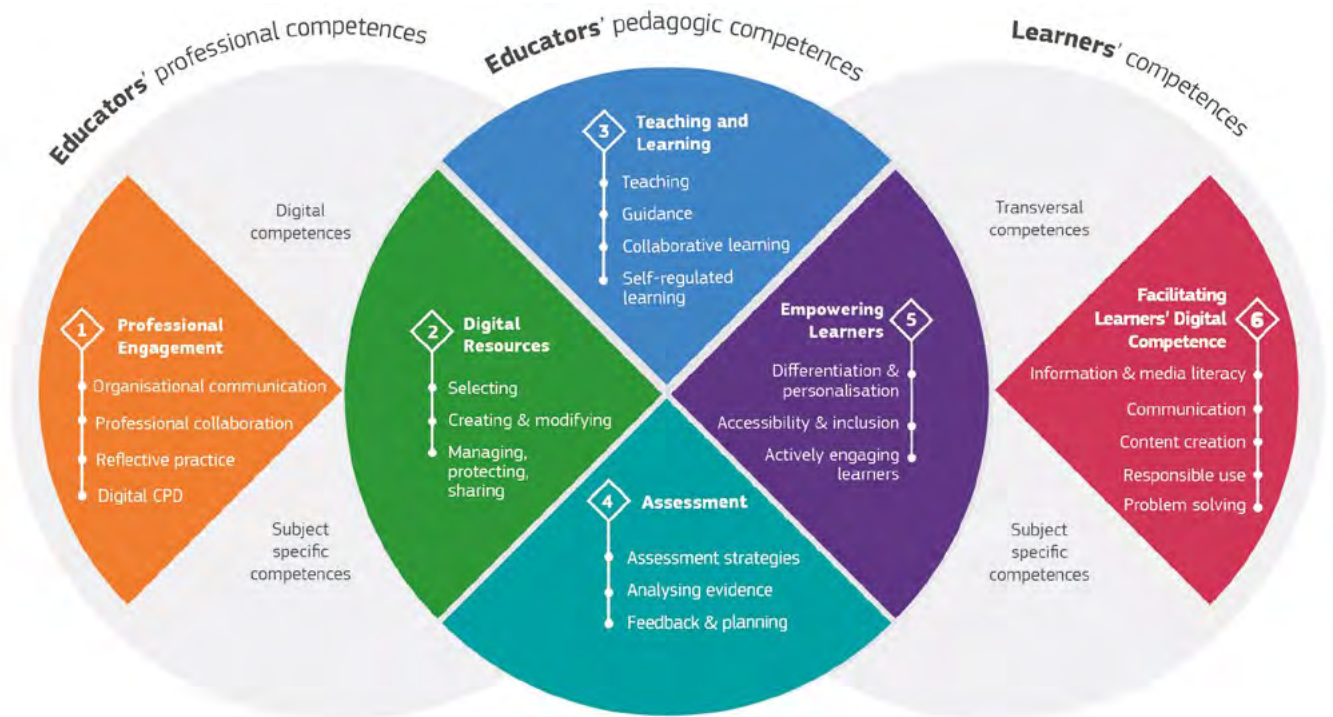 Educators' professional competences
Educators' pedagogic competences
Learners' competences
Digital
competences
Subject
specific
competences
1
Professional
Engagement
Organisational communication
Professional collaboration
Reflective practice
Digital CPD
2
Digital
Resources
Selecting
Creating & modifying
Managing,
protecting,
sharing
3
Teaching and
Learning
Teaching
Guidance
Collaborative learning
Self-regulated
learning
4
Assessment
Assessment strategies
Analysing evidence
Feedback & planning
Empowering
Learners
5
Differentiation &
personalisation
Accessibility & inclusion
Actively engaging
learners
Transversal
competences
Subject
specific
competences
Facilitating
Learners' Digital
Competence
6
Information & media literacy
Communication
Content creation
Responsible use
Problem solving